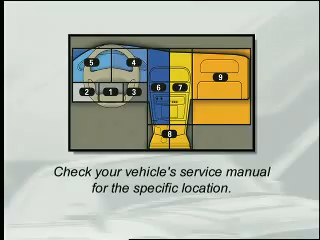 5 4 9
2 1 3 6 7
8
Check your vehicle's service manual
for the specific location.